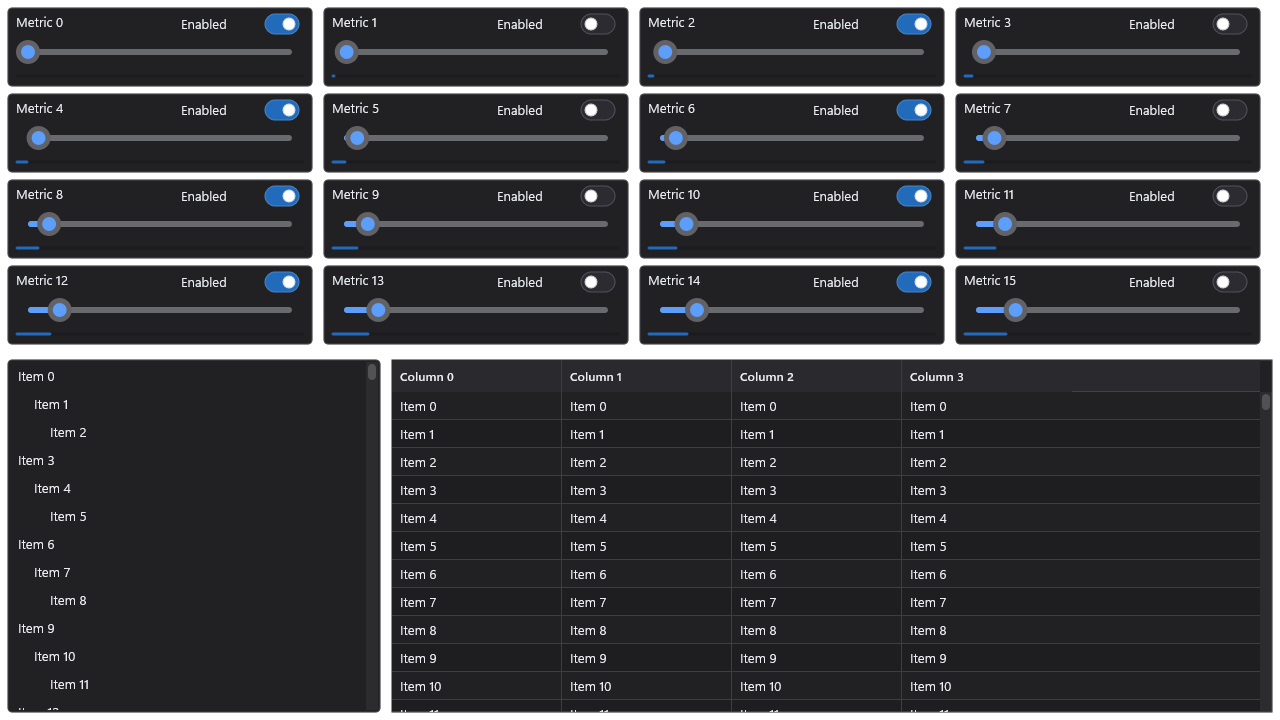 Metric 0 Enabled Metric 1 Enabled Metric 2 Enabled Metric 3 Enabled
Metric 4 Enabled Metric 5 Enabled Metric 6 Enabled Metric 7 Enabled
Metric 8 Enabled Metric 9 Enabled Metric 10 Enabled Metric 11 Enabled
Metric 12 Enabled Metric 13 Enabled Metric 14 Enabled Metric 15 Enabled
Item 0
Item 1
Item 2
Item 3
Item 4
Item 5
Item 6
Item 7
Item 8
Item 9
Item 10
Item 11
Column 0 Column 1 Column 2 Column 3
Item 0 Item 0 Item 0 Item 0
Item 1 Item 1 Item 1 Item 1
Item 2 Item 2 Item 2 Item 2
Item 3 Item 3 Item 3 Item 3
Item 4 Item 4 Item 4 Item 4
Item 5 Item 5 Item 5 Item 5
Item 6 Item 6 Item 6 Item 6
Item 7 Item 7 Item 7 Item 7
Item 8 Item 8 Item 8 Item 8
Item 9 Item 9 Item 9 Item 9
Item 10 Item 10 Item 10 Item 10